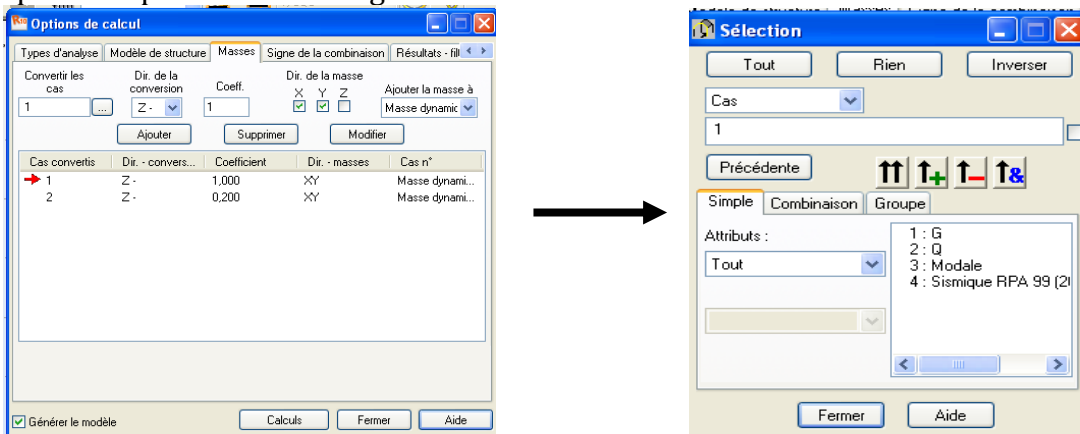 Options de calcul
Types d'analyse Modèle de structure Masses Signe de la combinaison Résultats - fil
Convertir les cas Dir. de la conversion Coeff. Dir. de la masse Ajouter la masse à
X Y Z
1 ... Z - 1 Masse dynamic
Ajouter Supprimer Modifier
Cas convertis Dir. - convers... Coefficient Dir. - masses Cas n°
1 Z - 1,000 XY Masse dynami...
2 Z - 0,200 XY Masse dynami...
Générer le modèle Calculs Fermer Aide
Sélection
Tout Rien Inverser
Cas
1
Précédente
Simple Combinaison Groupe
Attributs :
Tout
1 : G
2 : Q
3 : Modale
4 : Sismique RPA 99 (2
Fermer Aide